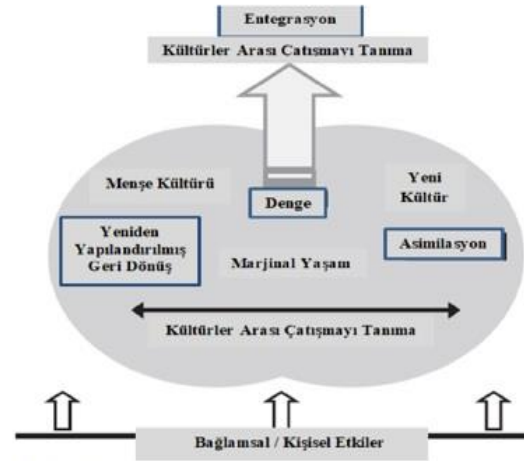 Entegrasyon
Kültürler Arası Çatışmayı Tanıma
Menşe Kültürü
Yeni
Kültür
Denge
Yeniden
Yapılandırılmış
Geri Dönüş
Asimilasyon
Marjinal Yaşam
Kültürler Arası Çatışmayı Tanıma
Bağlamsal / Kişisel Etkiler